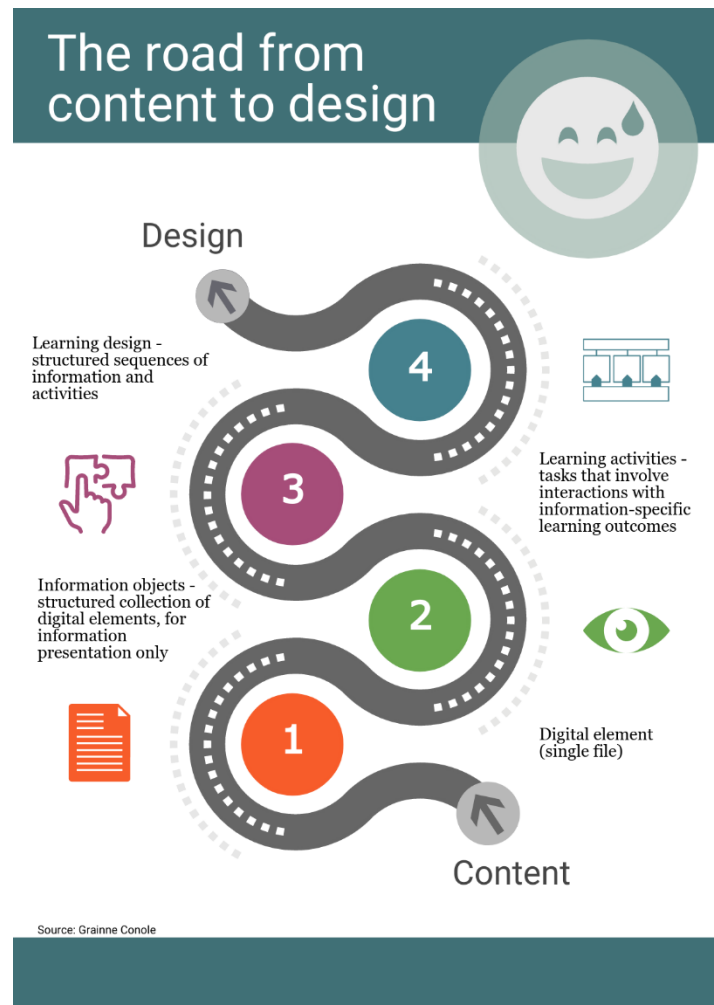 The road from
content to design
Design
Learning design -
structured sequences of
information and
activities
4
3
Learning activities -
tasks that involve
interactions with
information-specific
learning outcomes
Information objects -
structured collection of
digital elements, for
information
presentation only
2
1
Digital element
(single file)
Content
Source: Grainne Conole